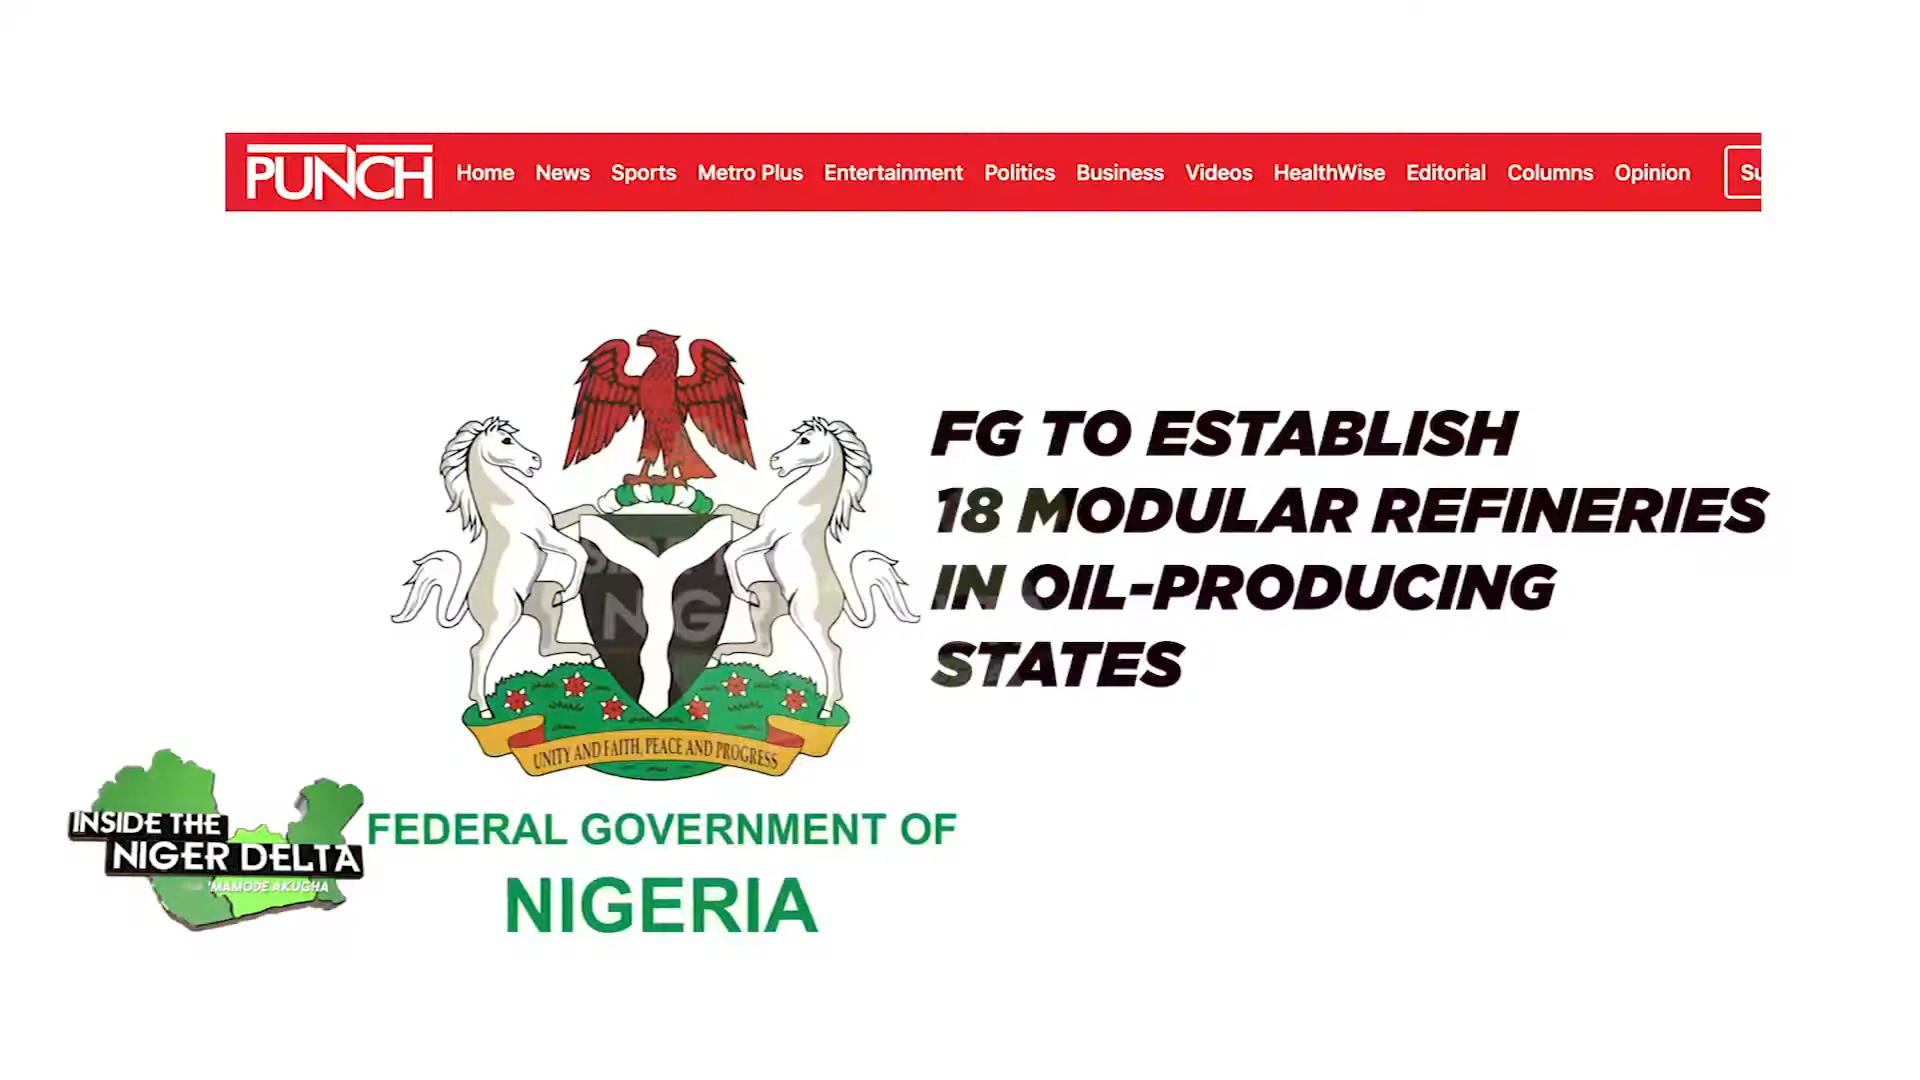 PUNCH Home News Sports Metro Plus Entertainment Politics Business Videos HealthWise Editorial Columns Opinion
FG TO ESTABLISH
18 MODULAR REFINERIES
IN OIL-PRODUCING
STATES
UNITY AND FAITH, PEACE AND PROGRESS
FEDERAL GOVERNMENT OF
NIGERIA
INSIDE THE
NIGER DELTA
'MAMODE AKUGHA